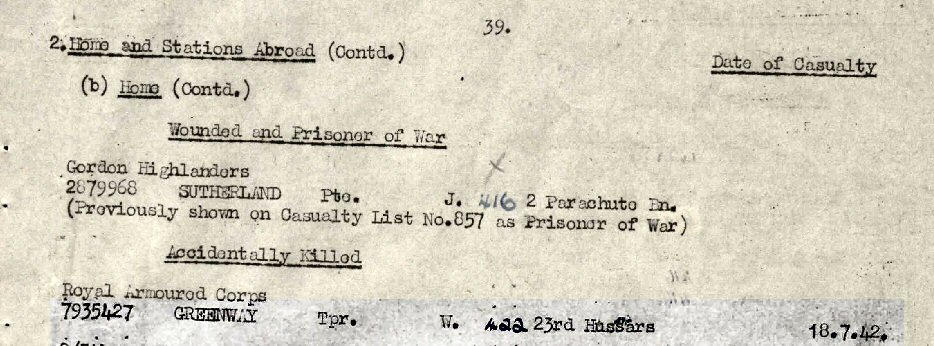 39.
2. Home and Stations Abroad (Contd.)
Date of Casualty
(b) Home (Contd.)
Wounded and Prisoner of War
Gordon Highlanders
2879968 SUTHERLAND Pte. J. 416 2 Parachute Bn.
(Previously shown on Casualty List No.857 as Prisoner of War)
Accidentally Killed
Royal Armoured Corps
7935427 GREENWAY Tpr. W. 422 23rd Hussars 18.7.42.